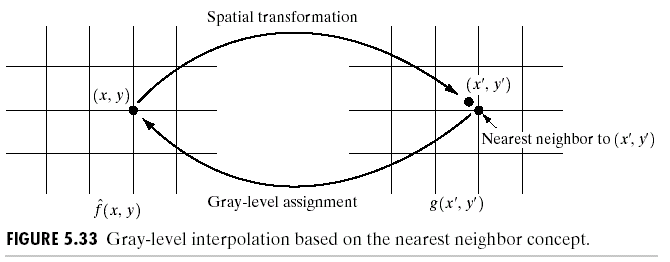 Spatial transformation
(x, y)
(x′, y′)
Nearest neighbor to (x′, y′)
f̂(x, y)
Gray-level assignment
g(x′, y′)
FIGURE 5.33 Gray-level interpolation based on the nearest neighbor concept.